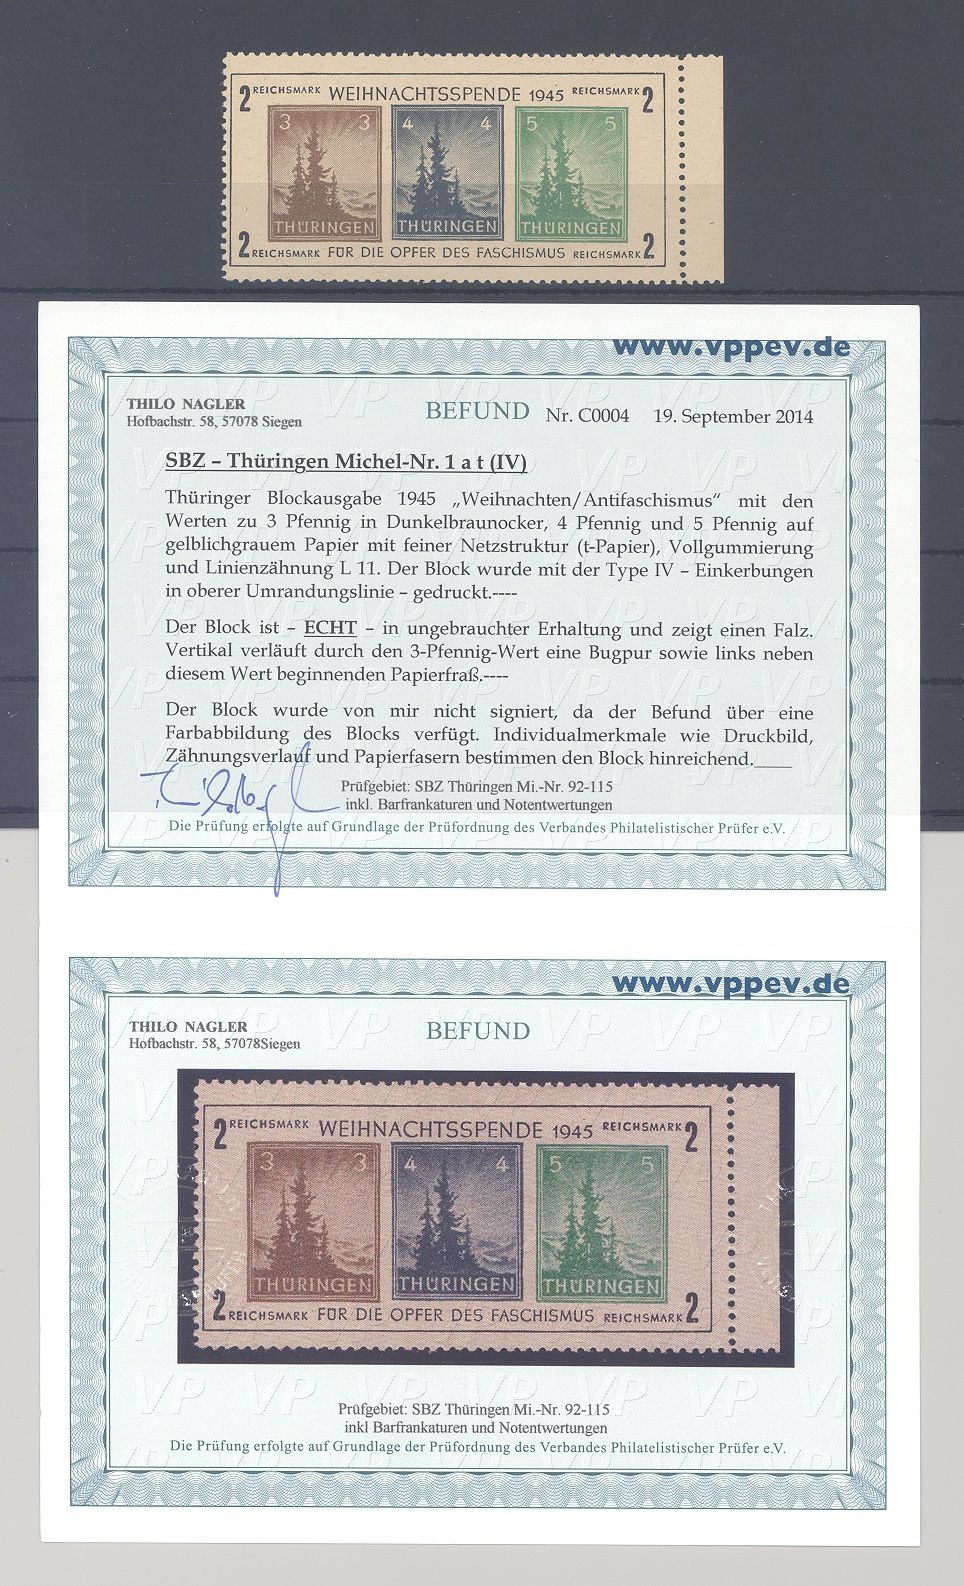 2 REICHSMARK WEIHNACHTSSPENDE 1945 REICHSMARK 2
3 3 4 4 5 5
THÜRINGEN THÜRINGEN THÜRINGEN
2 REICHSMARK FÜR DIE OPFER DES FASCHISMUS REICHSMARK 2
www.vppev.de
THILO NAGLER
Hofbachstr. 58, 57078 Siegen
BEFUND Nr. C0004 19. September 2014
SBZ – Thüringen Michel-Nr. 1 a t (IV)
Thüringer Blockausgabe 1945 „Weihnachten/Antifaschismus“ mit den
Werten zu 3 Pfennig in Dunkelbraunocker, 4 Pfennig und 5 Pfennig auf
gelblichgrauem Papier mit feiner Netzstruktur (t-Papier), Vollgummierung
und Linienzähnung L 11. Der Block wurde mit der Type IV – Einkerbungen
in oberer Umrandungslinie – gedruckt.----
Der Block ist – ECHT – in ungebrauchter Erhaltung und zeigt einen Falz.
Vertikal verläuft durch den 3-Pfennig-Wert eine Bugpur sowie links neben
diesem Wert beginnenden Papierfraß.----
Der Block wurde von mir nicht signiert, da der Befund über eine
Farbabbildung des Blocks verfügt. Individualmerkmale wie Druckbild,
Zähnungsverlauf und Papierfasern bestimmen den Block hinreichend.____
Prüfgebiet: SBZ Thüringen Mi.-Nr. 92-115
inkl. Barfrankaturen und Notentwertungen
Die Prüfung erfolgte auf Grundlage der Prüfordnung des Verbandes Philatelistischer Prüfer e.V.
www.vppev.de
THILO NAGLER
Hofbachstr. 58, 57078Siegen
BEFUND
2 REICHSMARK WEIHNACHTSSPENDE 1945 REICHSMARK 2
3 3 4 4 5 5
THÜRINGEN THÜRINGEN THÜRINGEN
2 REICHSMARK FÜR DIE OPFER DES FASCHISMUS REICHSMARK 2
Prüfgebiet: SBZ Thüringen Mi.-Nr. 92-115
inkl Barfrankaturen und Notentwertungen
Die Prüfung erfolgte auf Grundlage der Prüfordnung des Verbandes Philatelistischer Prüfer e.V.